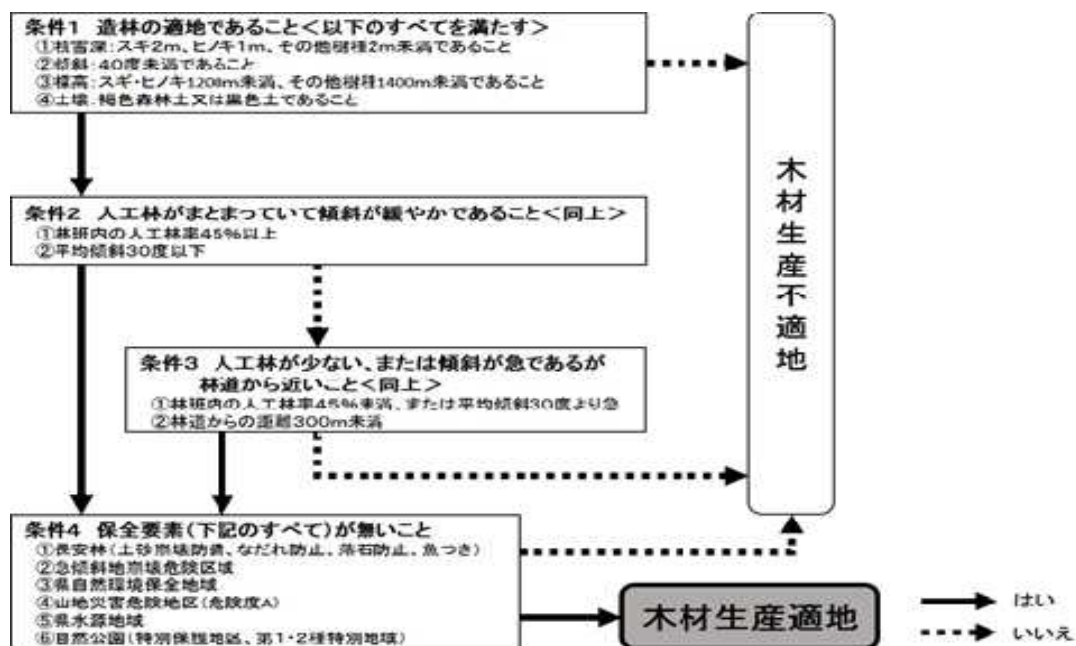 条件1 造林の適地であること<以下のすべてを満たす>
①積雪深:スギ2m、ヒノキ1m、その他樹種2m未満であること
②傾斜:40度未満であること
③標高:スギ・ヒノキ1200m未満、その他樹種1400m未満であること
④土壌:褐色森林土又は黒色土であること
条件2 人工林がまとまっていて傾斜が緩やかであること<同上>
①林班内の人工林率45%以上
②平均傾斜30度以下
条件3 人工林が少ない、または傾斜が急であるが
林道から近いこと<同上>
①林班内の人工林率45%未満、または平均傾斜30度より急
②林道からの距離300m未満
条件4 保全要素(下記のすべて)が無いこと
①保安林(土砂崩壊防備、なだれ防止、落石防止、魚つき)
②急傾斜地崩壊危険区域
③県自然環境保全地域
④山地災害危険地区(危険度A)
⑤県水源地域
⑥自然公園(特別保護地区、第1・2種特別地域)
木材生産不適地
木材生産適地
はい
いいえ